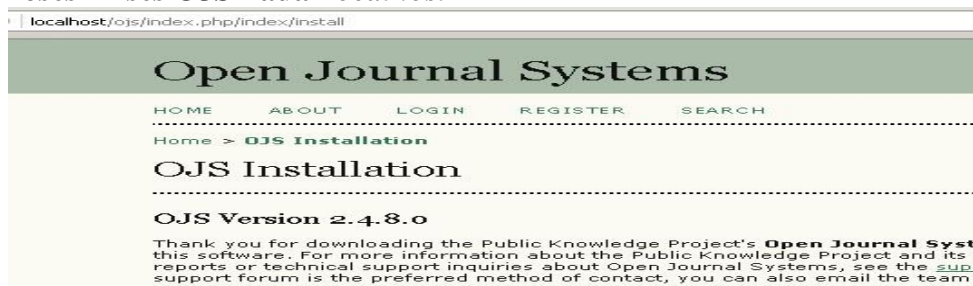 localhost/ojs/index.php/index/install
Open Journal Systems
HOME ABOUT LOGIN REGISTER SEARCH
Home > OJS Installation
OJS Installation
OJS Version 2.4.8.0
Thank you for downloading the Public Knowledge Project's Open Journal Syst
this software. For more information about the Public Knowledge Project and its
reports or technical support inquiries about Open Journal Systems, see the sup
support forum is the preferred method of contact, you can also email the team